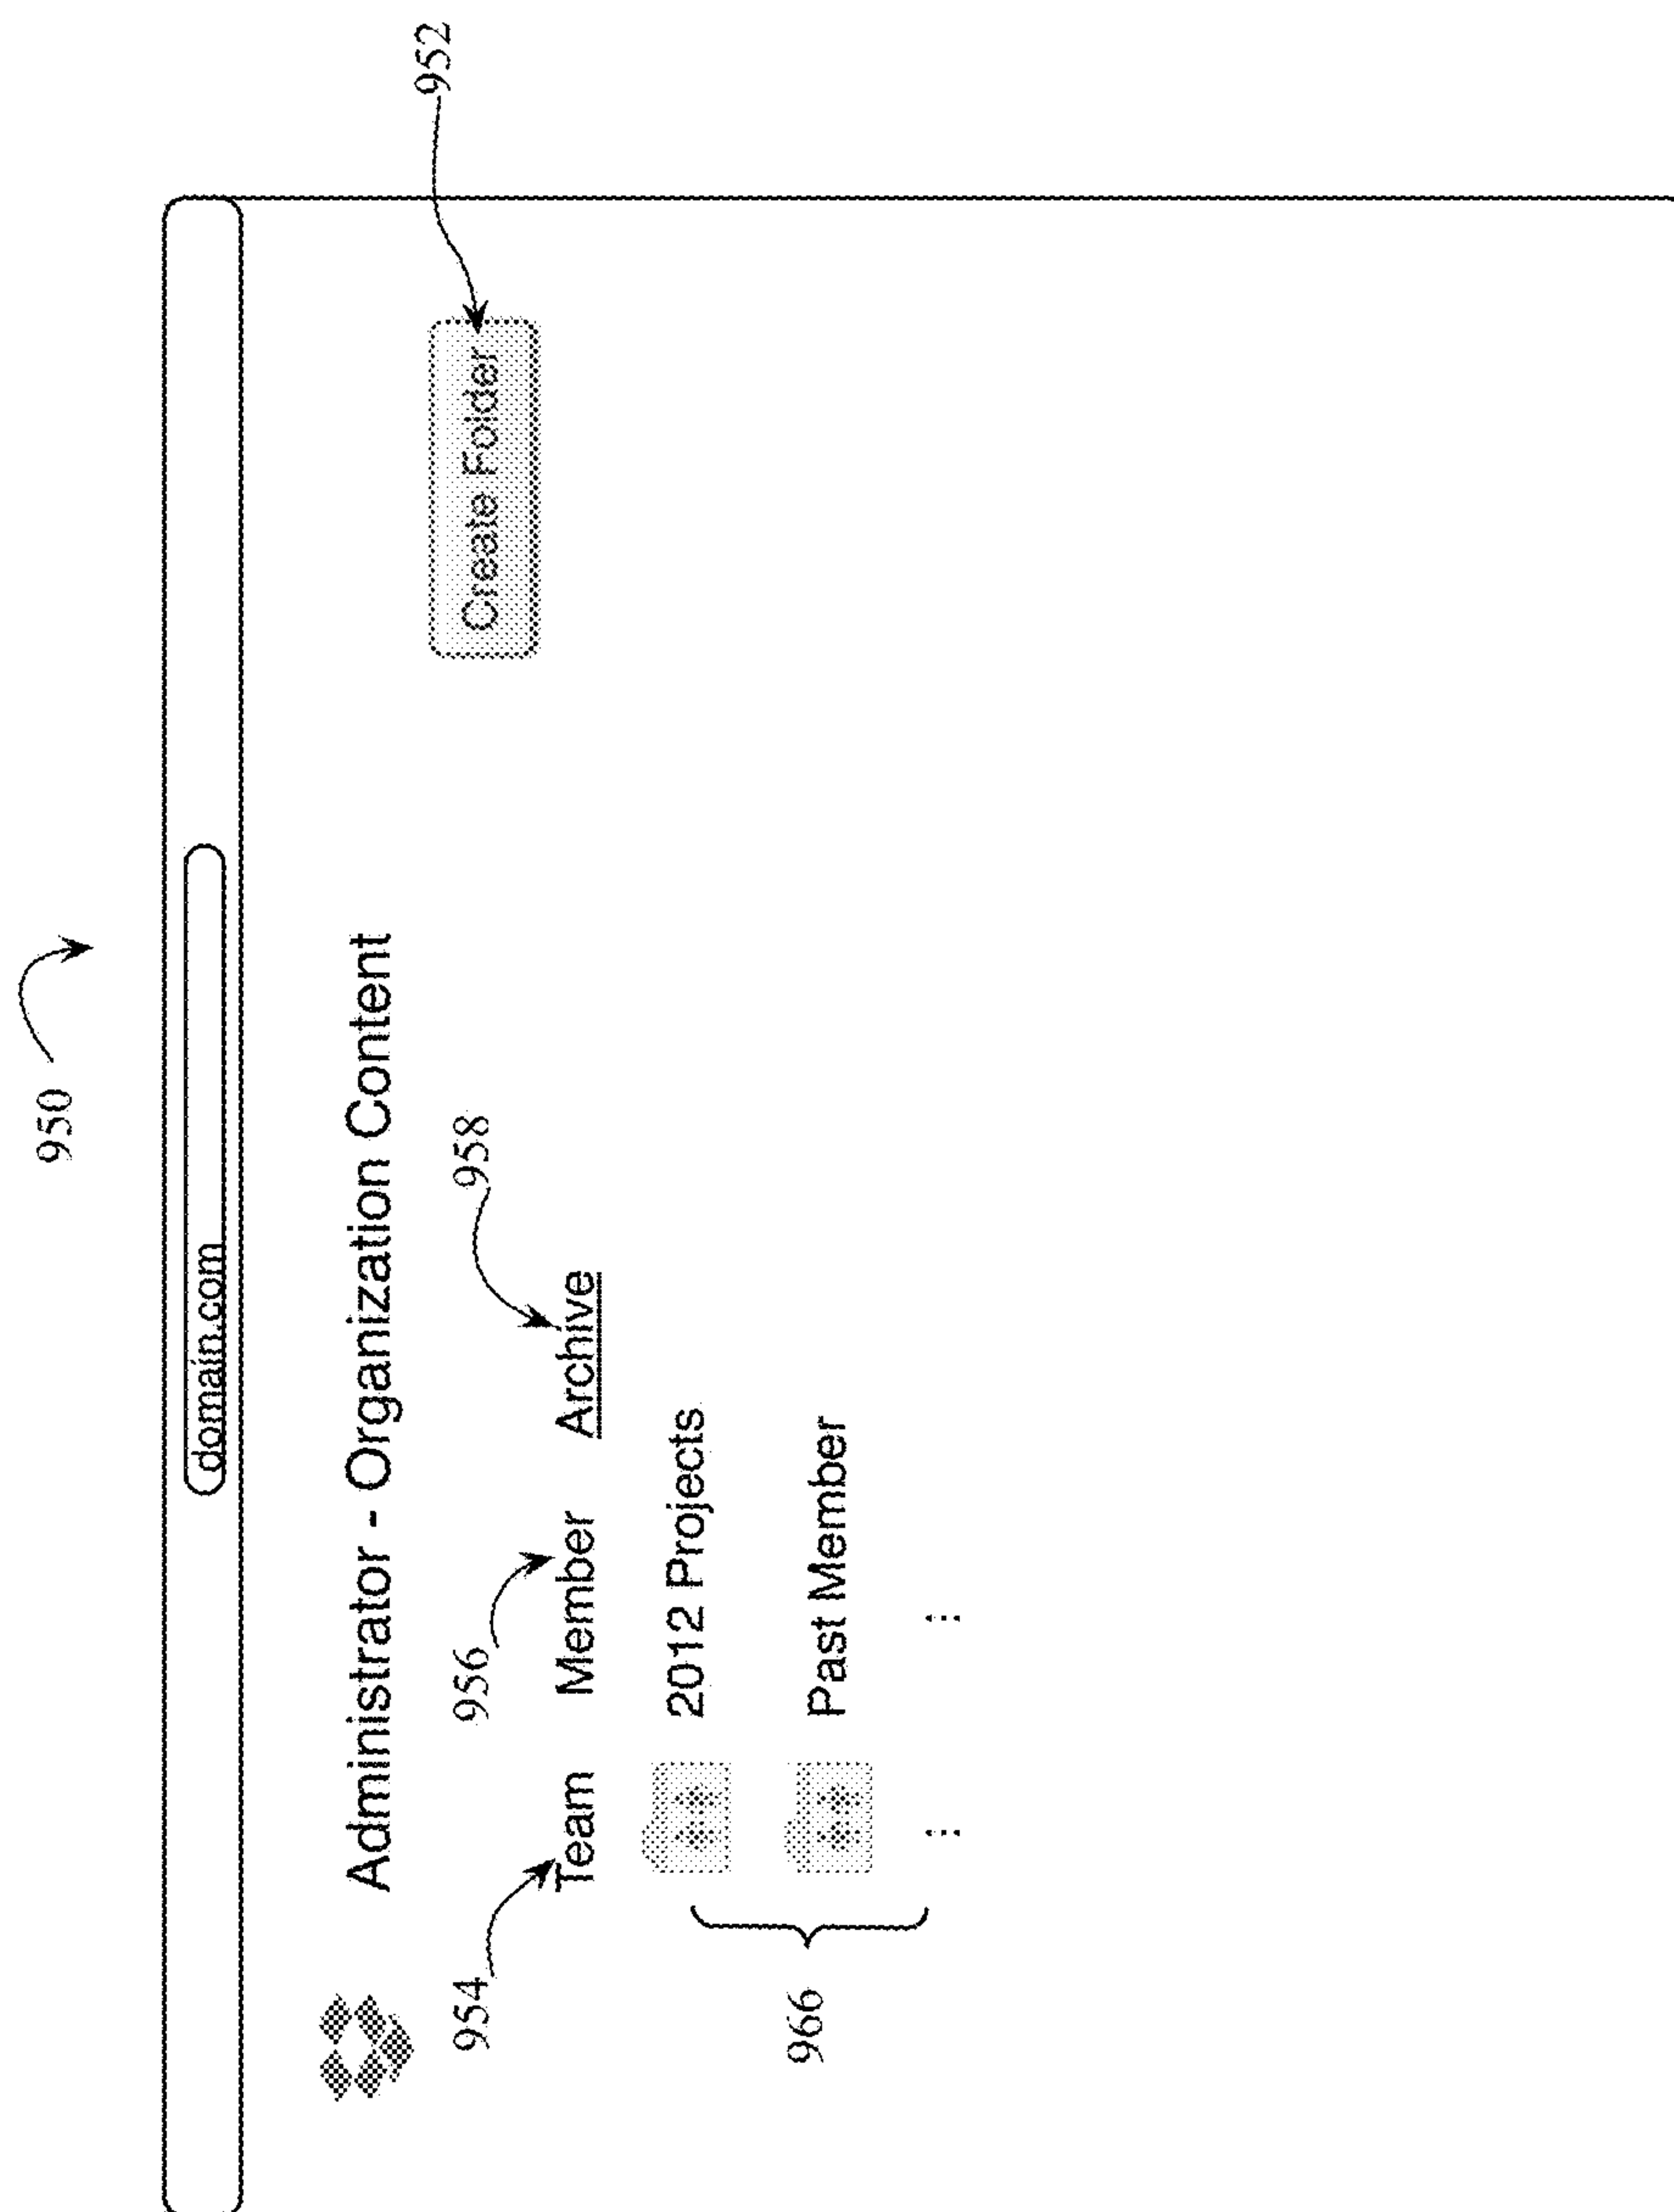 950
domain.com
Administrator - Organization Content
952
954
956
958
Create Folder
Team Member Archive
2012 Projects
966
Past Member